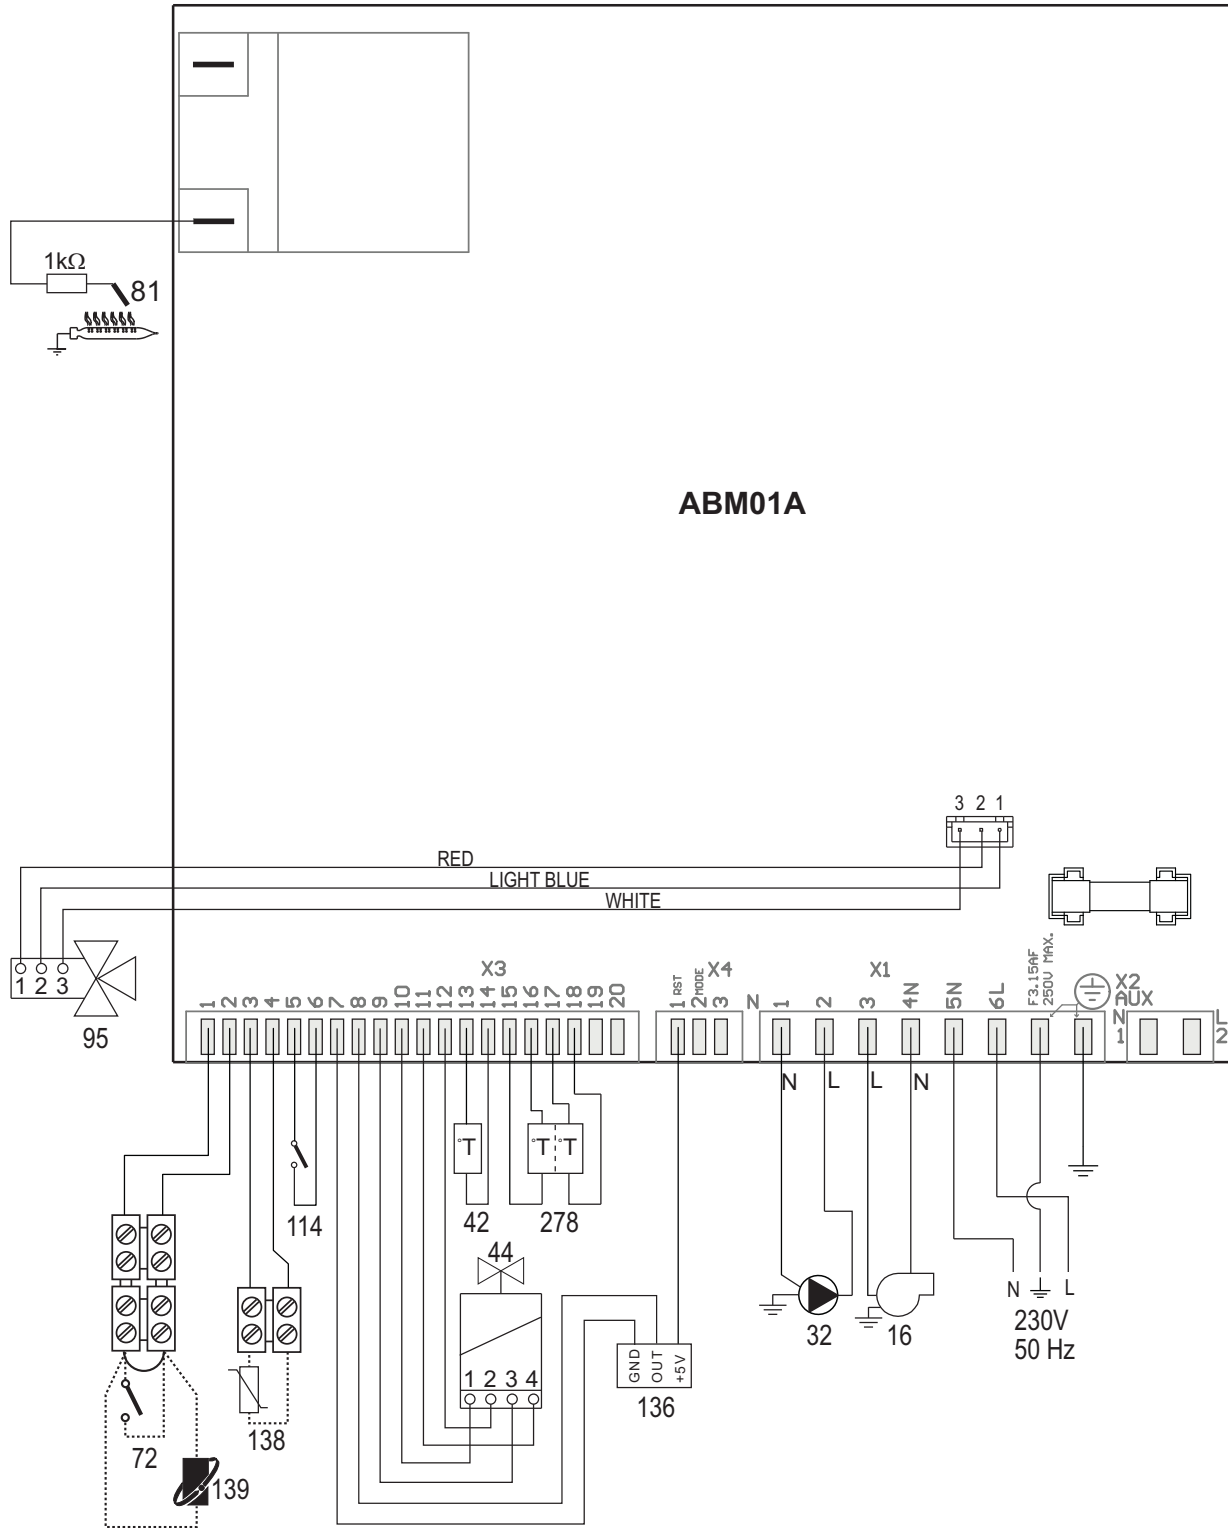 1kΩ
81
ABM01A
3 2 1
RED
LIGHT BLUE
WHITE
1 2 3
95
X3
1 2 3 4 5 6 7 8 9 10 11 12 13 14 15 16 17 18 19 20
X4
1 RST
2 MODE
3
N
X1
1 2 3 4N 5N 6L
F3.15AF
250V MAX.
X2
AUX
N
1
L
2
N L L N
°T
°T °T
114
42
278
44
1 2 3 4
GND
OUT
+5V
136
32
16
N L
230V
50 Hz
72
138
139